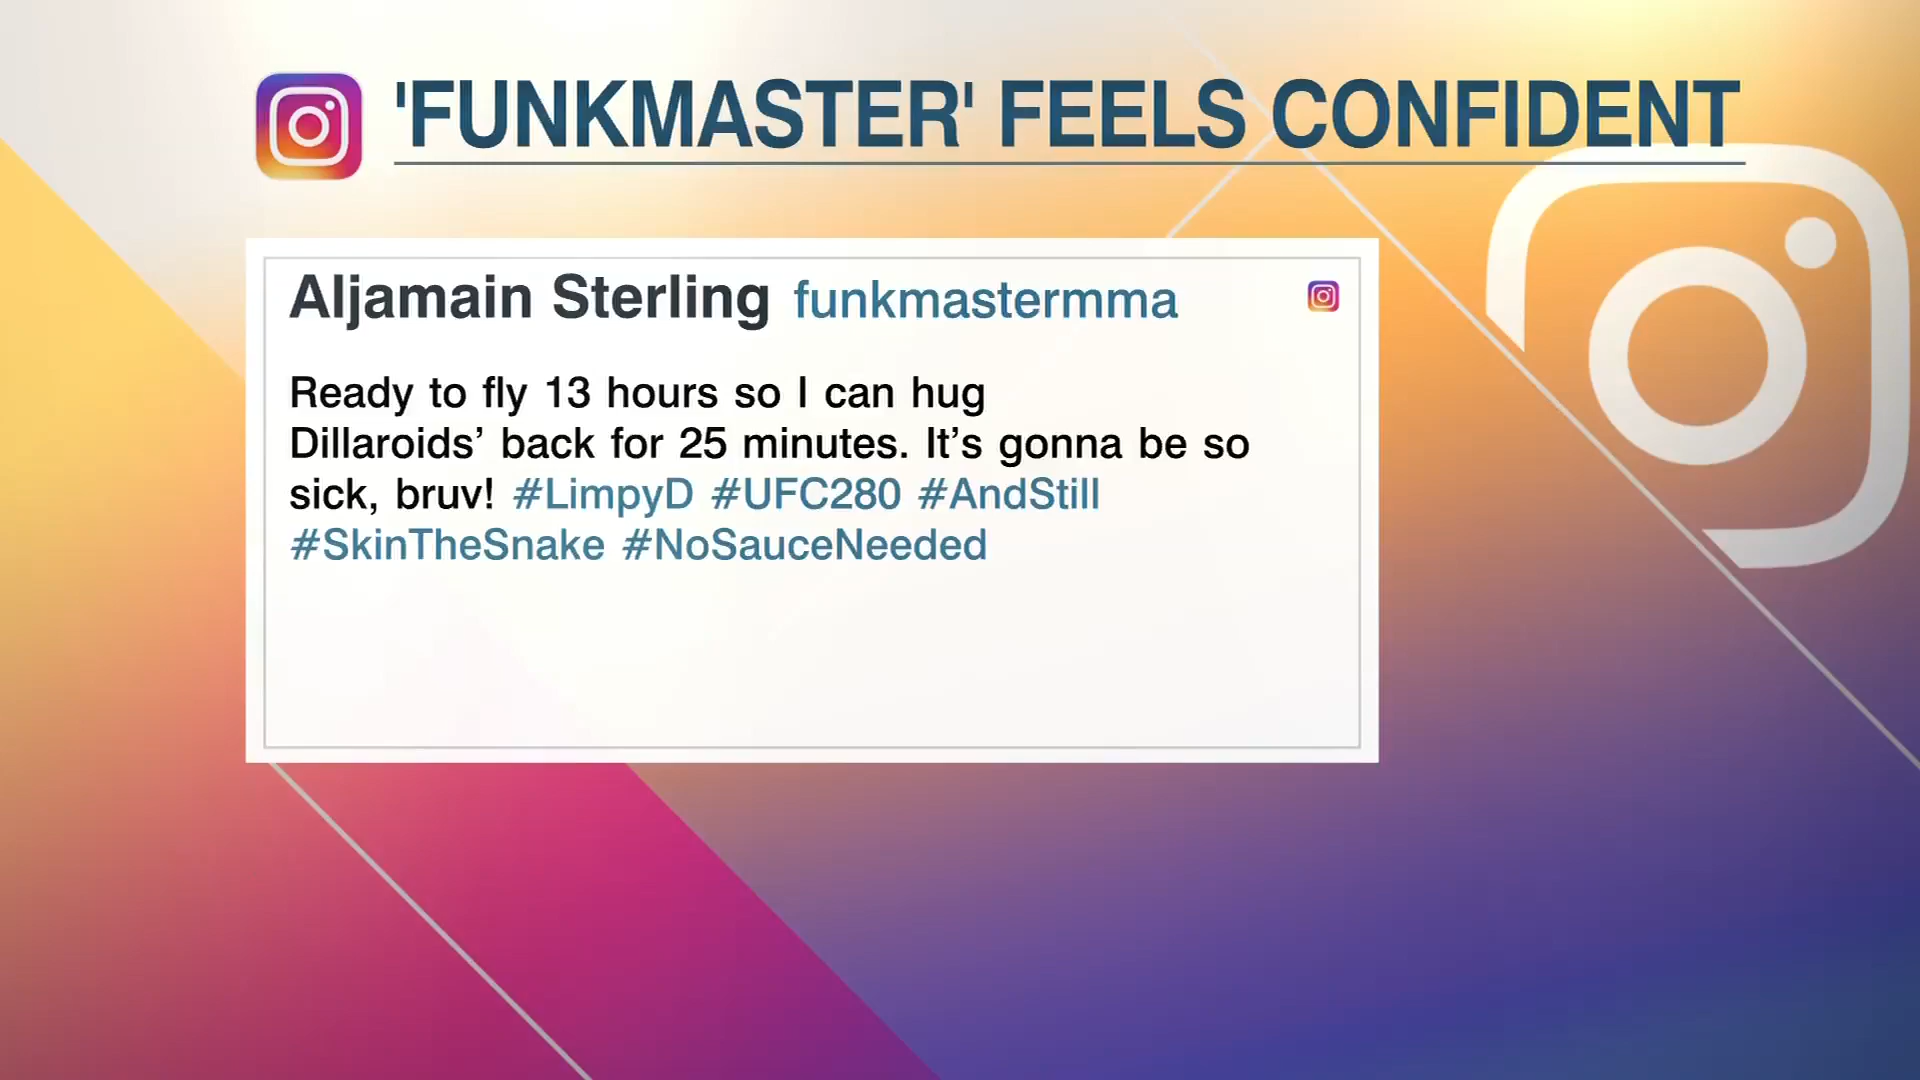 'FUNKMASTER' FEELS CONFIDENT
Aljamain Sterling funkmastermma
Ready to fly 13 hours so I can hug
Dillaroids’ back for 25 minutes. It’s gonna be so
sick, bruv! #LimpyD #UFC280 #AndStill
#SkinTheSnake #NoSauceNeeded